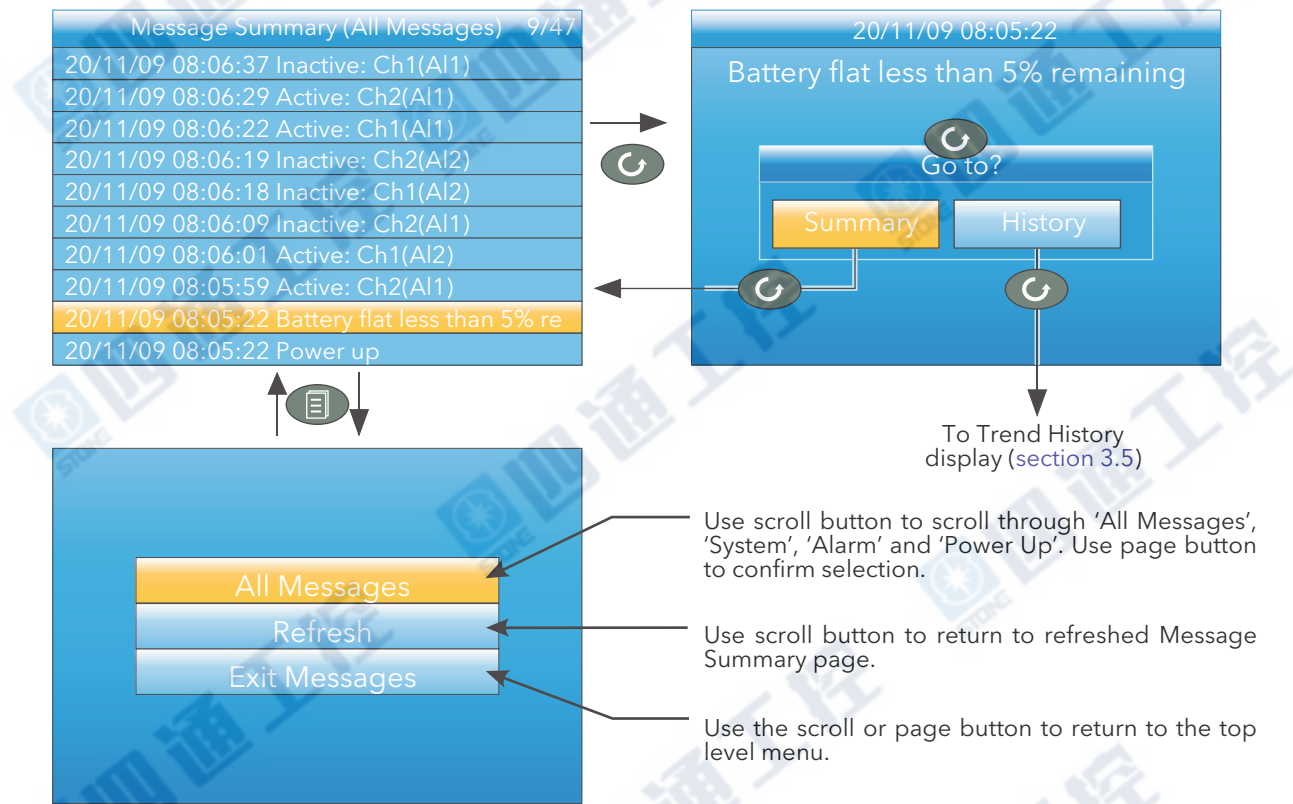 Message Summary (All Messages) 9/47
20/11/09 08:06:37 Inactive: Ch1(Al1)
20/11/09 08:06:29 Active: Ch2(Al1)
20/11/09 08:06:22 Active: Ch1(Al1)
20/11/09 08:06:19 Inactive: Ch2(Al2)
20/11/09 08:06:18 Inactive: Ch1(Al2)
20/11/09 08:06:09 Inactive: Ch2(Al1)
20/11/09 08:06:01 Active: Ch1(Al2)
20/11/09 08:05:59 Active: Ch2(Al1)
20/11/09 08:05:22 Battery flat less than 5% re
20/11/09 08:05:22 Power up
20/11/09 08:05:22
Battery flat less than 5% remaining
Go to?
Summary
History
To Trend History
display (section 3.5)
All Messages
Refresh
Exit Messages
Use scroll button to scroll through ‘All Messages’,
‘System’, ‘Alarm’ and ‘Power Up’. Use page button
to confirm selection.
Use scroll button to return to refreshed Message
Summary page.
Use the scroll or page button to return to the top
level menu.
STONE
四通工控